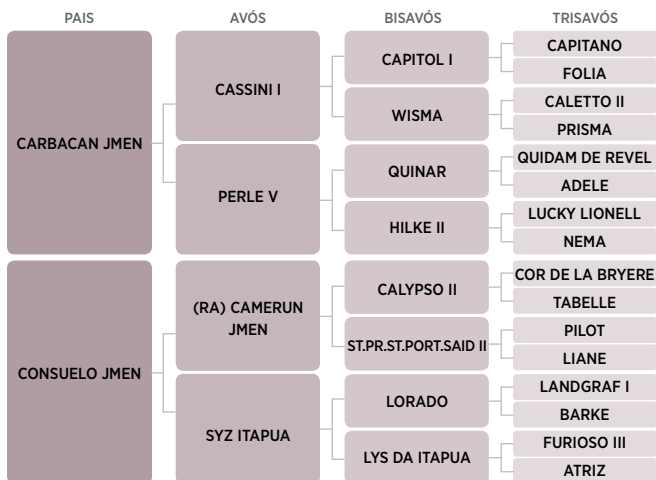 PAIS
AVÓS
BISAVÓS
TRISAVÓS
CARBACAN JMEN
CASSINI I
CAPITOL I
CAPITANO
FOLIA
WISMA
CALETTO II
PRISMA
PERLE V
QUINAR
QUIDAM DE REVEL
ADELE
HILKE II
LUCKY LIONELL
NEMA
CONSUELO JMEN
(RA) CAMERUN
JMEN
CALYPSO II
COR DE LA BRYERE
TABELLE
ST.PR.ST.PORT.SAID II
PILOT
LIANE
SYZ ITAPUA
LORADO
LANDGRAF I
BARKE
LYS DA ITAPUA
FURIOSO III
ATRIZ